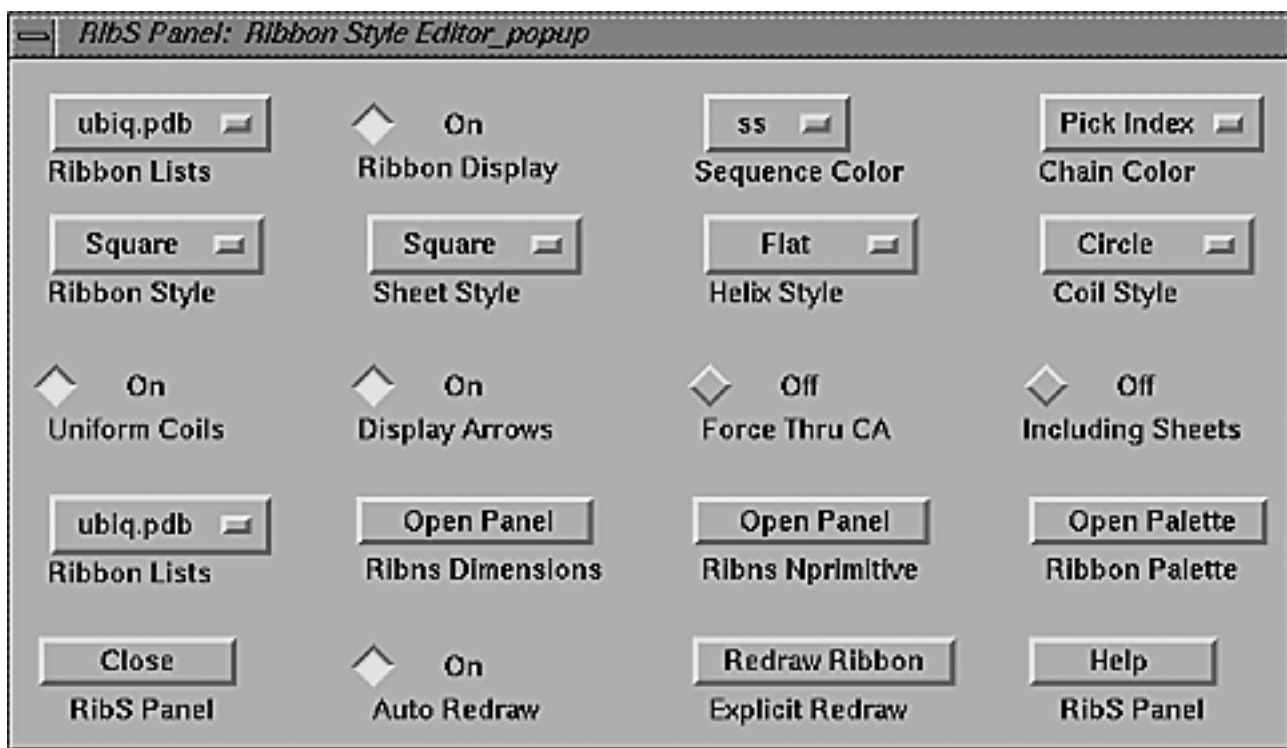 RibS Panel: Ribbon Style Editor_popup
ubiq.pdb On ss Pick Index
Ribbon Lists Ribbon Display Sequence Color Chain Color
Square Square Flat Circle
Ribbon Style Sheet Style Helix Style Coil Style
On On Off Off
Uniform Coils Display Arrows Force Thru CA Including Sheets
ubiq.pdb Open Panel Open Panel Open Palette
Ribbon Lists Ribns Dimensions Ribns Nprimitive Ribbon Palette
Close On Redraw Ribbon Help
RibS Panel Auto Redraw Explicit Redraw RibS Panel